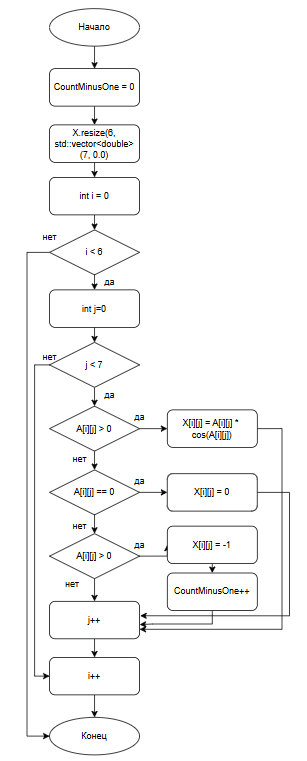 Начало
CountMinusOne = 0
X.resize(6,
std::vector<double>
(7, 0.0)
int i = 0
нет
i < 6
да
int j=0
нет
j < 7
да
A[i][j] > 0
да
X[i][j] = A[i][j] *
cos(A[i][j])
нет
A[i][j] == 0
да
X[i][j] = 0
нет
A[i][j] > 0
да
X[i][j] = -1
нет
CountMinusOne++
j++
i++
Конец